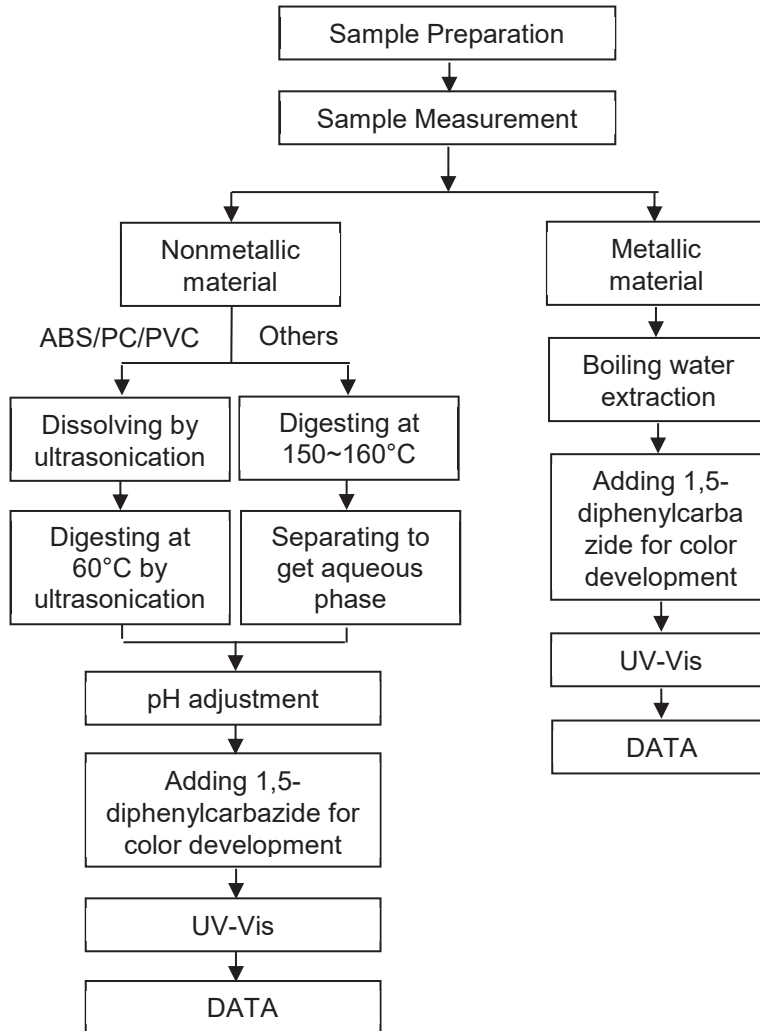 Sample Preparation
Sample Measurement
Nonmetallic
material
Metallic
material
ABS/PC/PVC
Others
Boiling water
extraction
Dissolving by
ultrasonication
Digesting at
150~160°C
Adding 1,5-
diphenylcarba
zide for color
development
Digesting at
60°C by
ultrasonication
Separating to
get aqueous
phase
UV-Vis
pH adjustment
DATA
Adding 1,5-
diphenylcarbazide for
color development
UV-Vis
DATA